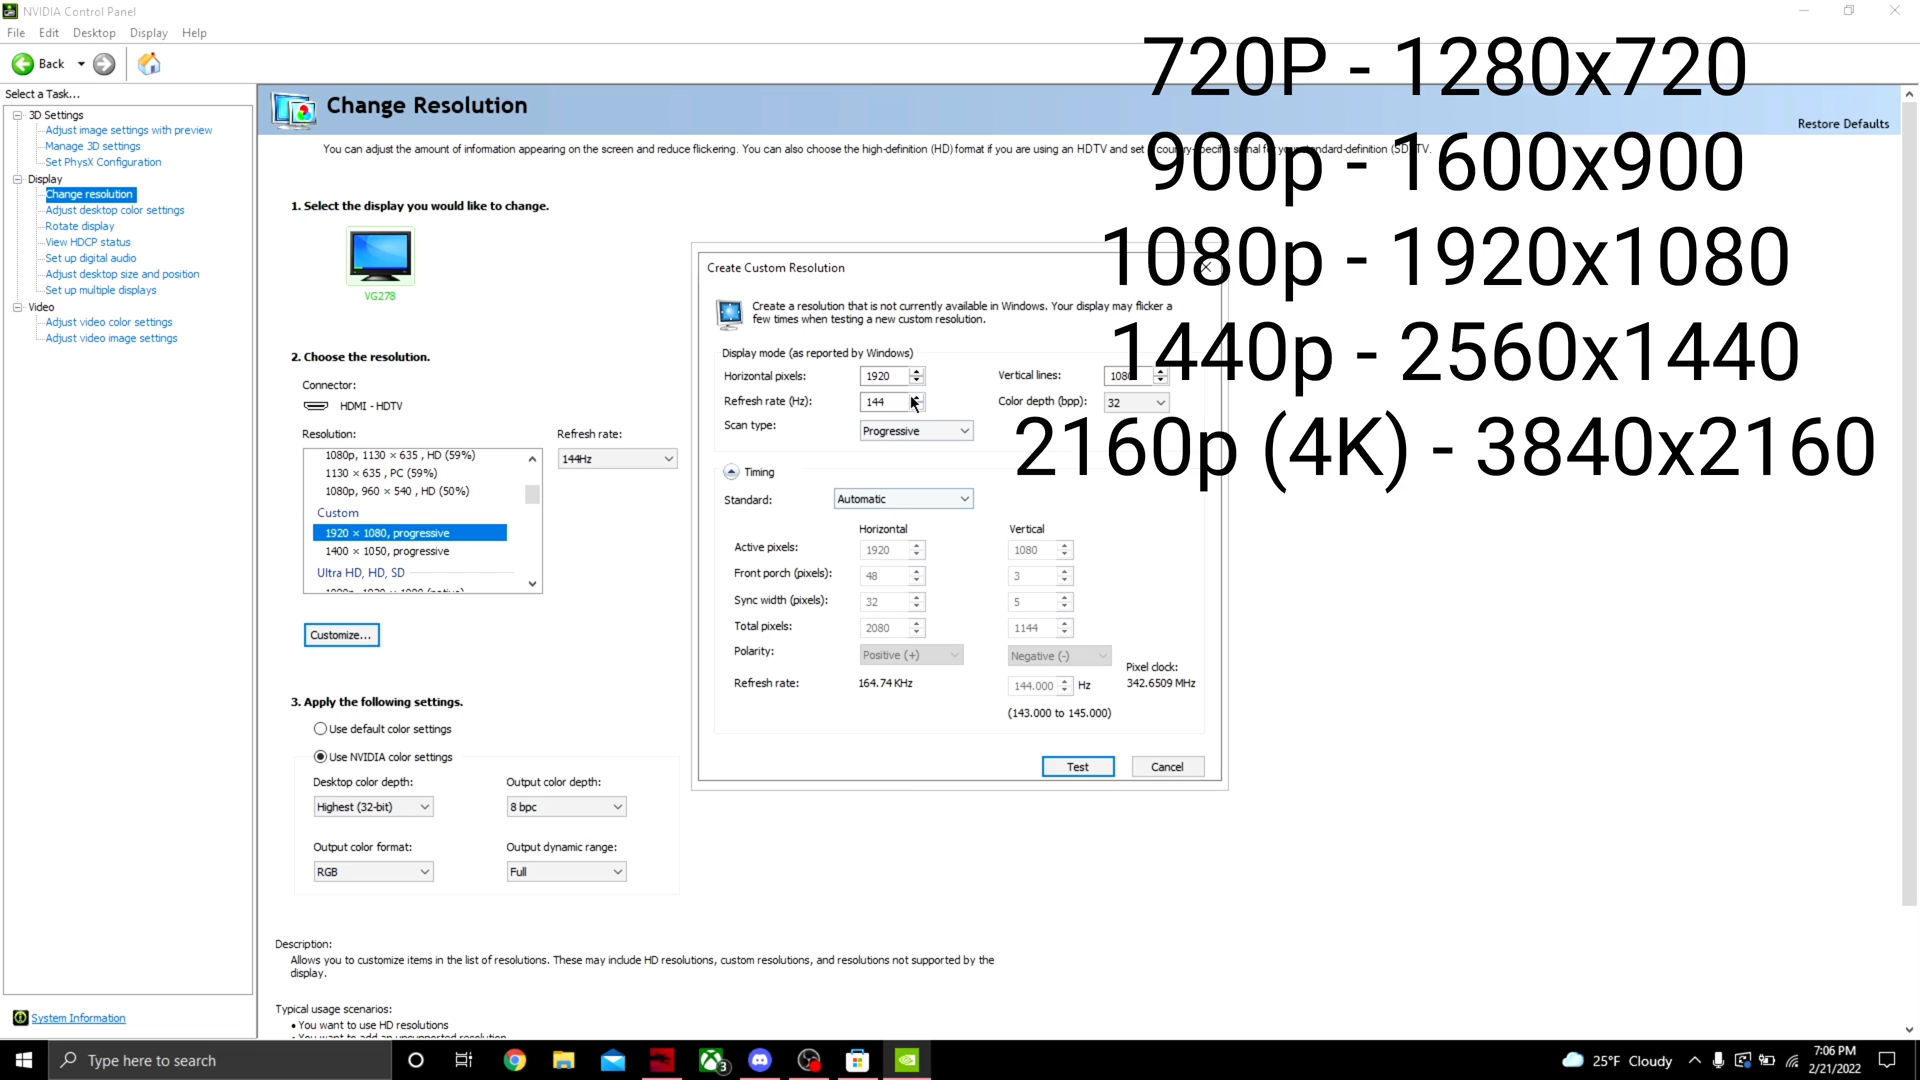 NVIDIA Control Panel
File Edit Desktop Display Help
Back
Select a Task...
3D Settings
Adjust image settings with preview
Manage 3D settings
Set PhysX Configuration
Display
Change resolution
Adjust desktop color settings
Rotate display
View HDCP status
Set up digital audio
Adjust desktop size and position
Set up multiple displays
Video
Adjust video color settings
Adjust video image settings
System Information
Change Resolution
Restore Defaults
You can adjust the amount of information appearing on the screen and reduce flickering. You can also choose the high-definition (HD) format if you are using an HDTV and set a country-specific signal for your standard-definition (SD) TV.
720P - 1280x720
900p - 1600x900
1080p - 1920x1080
1440p - 2560x1440
2160p (4K) - 3840x2160
1. Select the display you would like to change.
VG278
2. Choose the resolution.
Connector:
HDMI - HDTV
Resolution:
1080p, 1130 × 635 , HD (59%)
1130 × 635 , PC (59%)
1080p, 960 × 540 , HD (50%)
Custom
1920 × 1080, progressive
1400 × 1050, progressive
Ultra HD, HD, SD
Refresh rate:
144Hz
Customize...
3. Apply the following settings.
Use default color settings
Use NVIDIA color settings
Desktop color depth:
Highest (32-bit)
Output color depth:
8 bpc
Output color format:
RGB
Output dynamic range:
Full
Create Custom Resolution
Create a resolution that is not currently available in Windows. Your display may flicker a
few times when testing a new custom resolution.
Display mode (as reported by Windows)
Horizontal pixels: 1920 Vertical lines: 1080
Refresh rate (Hz): 144 Color depth (bpp): 32
Scan type: Progressive
Timing
Standard: Automatic
Horizontal Vertical
Active pixels: 1920 1080
Front porch (pixels): 48 3
Sync width (pixels): 32 5
Total pixels: 2080 1144
Polarity: Positive (+) Negative (-)
Pixel clock:
Refresh rate: 164.74 KHz 144.000 Hz 342.6509 MHz
(143.000 to 145.000)
Test Cancel
Description:
Allows you to customize items in the list of resolutions. These may include HD resolutions, custom resolutions, and resolutions not supported by the
display.
Typical usage scenarios:
• You want to use HD resolutions
Type here to search
3
25°F Cloudy
7:06 PM
2/21/2022